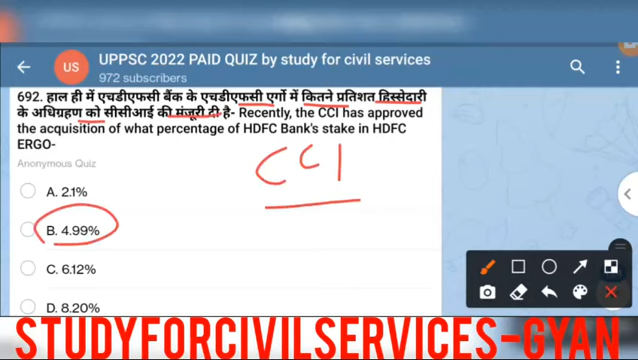 UPPSC 2022 PAID QUIZ by study for civil services
US
972 subscribers
692. हाल ही में एचडीएफसी बैंक के एचडीएफसी एर्गो में कितने प्रतिशत हिस्सेदारी
के अधिग्रहण को सीसीआई की मंजूरी दी है- Recently, the CCI has approved
the acquisition of what percentage of HDFC Bank's stake in HDFC
ERGO-
Anonymous Quiz
CCI
A. 2.1%
B. 4.99%
C. 6.12%
D. 8.20%
STUDYFORCIVILSERVICES-GYAN